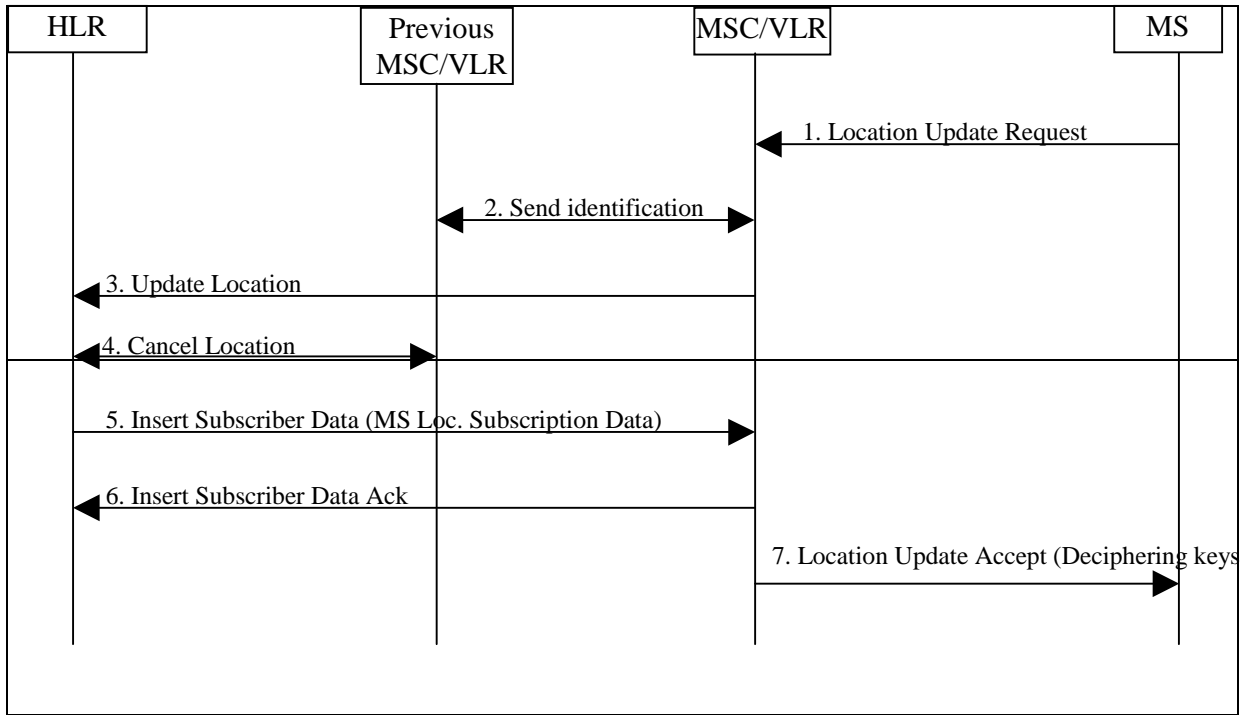 HLR
Previous
MSC/VLR
MSC/VLR
MS
1. Location Update Request
2. Send identification
3. Update Location
4. Cancel Location
5. Insert Subscriber Data (MS Loc. Subscription Data)
6. Insert Subscriber Data Ack
7. Location Update Accept (Deciphering keys